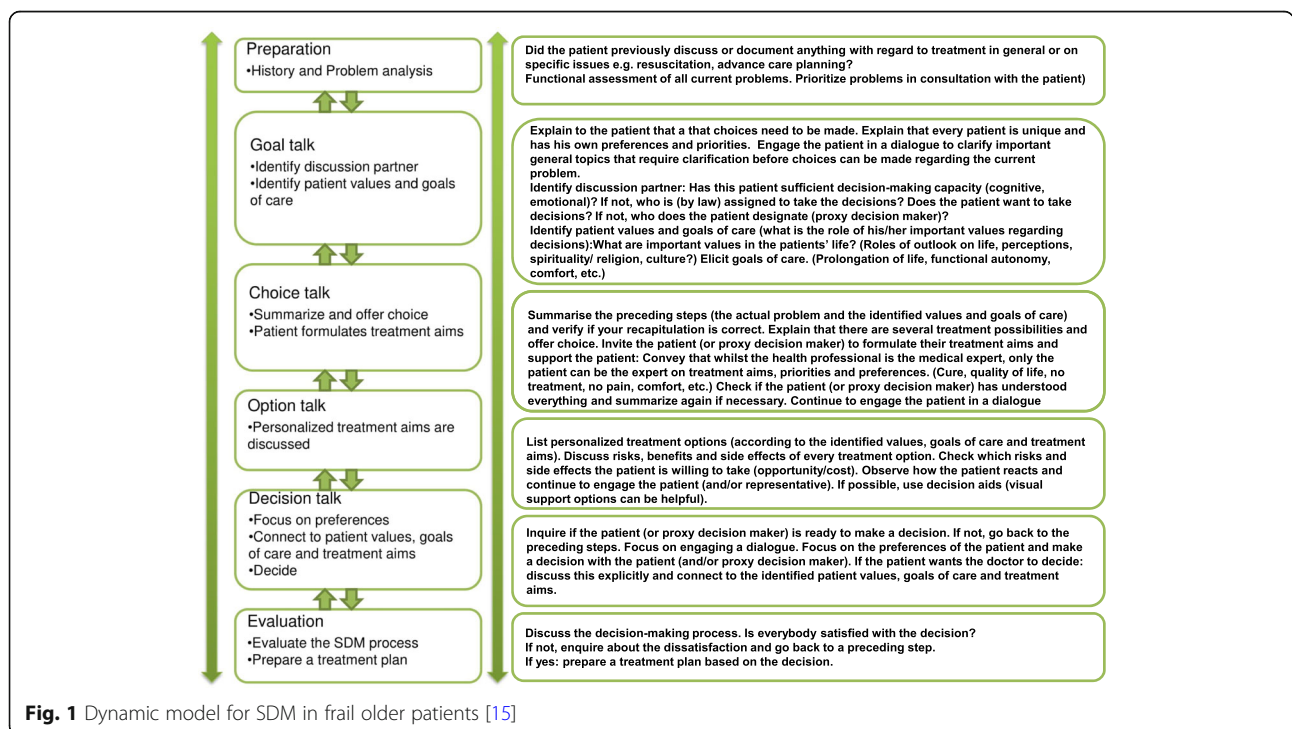 Preparation
•History and Problem analysis
Did the patient previously discuss or document anything with regard to treatment in general or on
specific issues e.g. resuscitation, advance care planning?
Functional assessment of all current problems. Prioritize problems in consultation with the patient)
Goal talk
•Identify discussion partner
•Identify patient values and goals
of care
Explain to the patient that a that choices need to be made. Explain that every patient is unique and
has his own preferences and priorities.  Engage the patient in a dialogue to clarify important
general topics that require clarification before choices can be made regarding the current
problem.
Identify discussion partner: Has this patient sufficient decision-making capacity (cognitive,
emotional)? If not, who is (by law) assigned to take the decisions? Does the patient want to take
decisions? If not, who does the patient designate (proxy decision maker)?
Identify patient values and goals of care (what is the role of his/her important values regarding
decisions):What are important values in the patients' life? (Roles of outlook on life, perceptions,
spirituality/ religion, culture?) Elicit goals of care. (Prolongation of life, functional autonomy,
comfort, etc.)
Choice talk
•Summarize and offer choice
•Patient formulates treatment aims
Summarise the preceding steps (the actual problem and the identified values and goals of care)
and verify if your recapitulation is correct. Explain that there are several treatment possibilities and
offer choice. Invite the patient (or proxy decision maker) to formulate their treatment aims and
support the patient: Convey that whilst the health professional is the medical expert, only the
patient can be the expert on treatment aims, priorities and preferences. (Cure, quality of life, no
treatment, no pain, comfort, etc.) Check if the patient (or proxy decision maker) has understood
everything and summarize again if necessary. Continue to engage the patient in a dialogue
Option talk
•Personalized treatment aims are
discussed
List personalized treatment options (according to the identified values, goals of care and treatment
aims). Discuss risks, benefits and side effects of every treatment option. Check which risks and
side effects the patient is willing to take (opportunity/cost). Observe how the patient reacts and
continue to engage the patient (and/or representative). If possible, use decision aids (visual
support options can be helpful).
Decision talk
•Focus on preferences
•Connect to patient values, goals
of care and treatment aims
•Decide
Inquire if the patient (or proxy decision maker) is ready to make a decision. If not, go back to the
preceding steps. Focus on engaging a dialogue. Focus on the preferences of the patient and make
a decision with the patient (and/or proxy decision maker). If the patient wants the doctor to decide:
discuss this explicitly and connect to the identified patient values, goals of care and treatment
aims.
Evaluation
•Evaluate the SDM process
•Prepare a treatment plan
Discuss the decision-making process. Is everybody satisfied with the decision?
If not, enquire about the dissatisfaction and go back to a preceding step.
If yes: prepare a treatment plan based on the decision.
Fig. 1 Dynamic model for SDM in frail older patients [15]